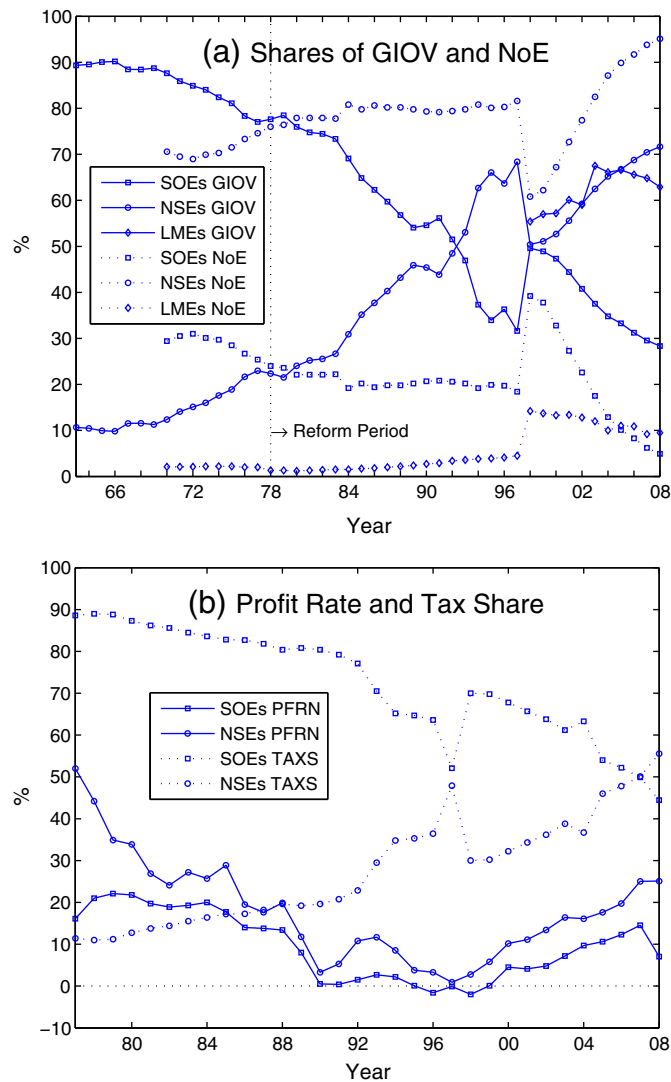 (a) Shares of GIOV and NoE
100
90
80
70
60
50
40
30
20
10
0
%
SOEs GIOV
NSEs GIOV
LMEs GIOV
SOEs NoE
NSEs NoE
LMEs NoE
→ Reform Period
66 72 78 84 90 96 02 08
Year
(b) Profit Rate and Tax Share
100
90
80
70
60
50
40
30
20
10
0
−10
%
SOEs PFRN
NSEs PFRN
SOEs TAXS
NSEs TAXS
80 84 88 92 96 00 04 08
Year